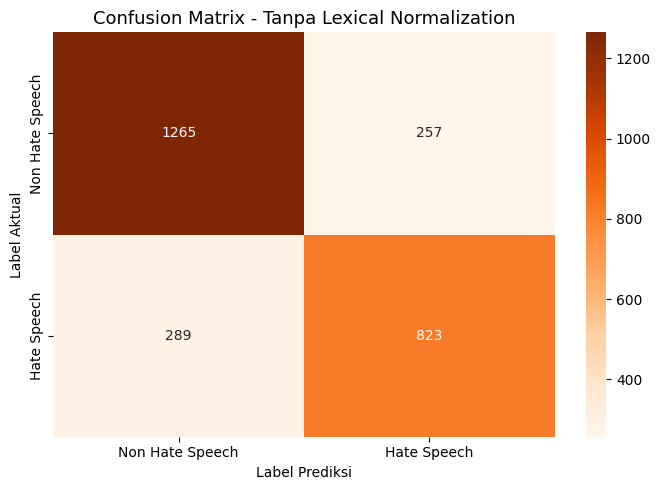 Confusion Matrix - Tanpa Lexical Normalization
Label Aktual
Non Hate Speech
Hate Speech
1265
257
289
823
Non Hate Speech
Hate Speech
Label Prediksi
1200
1000
800
600
400